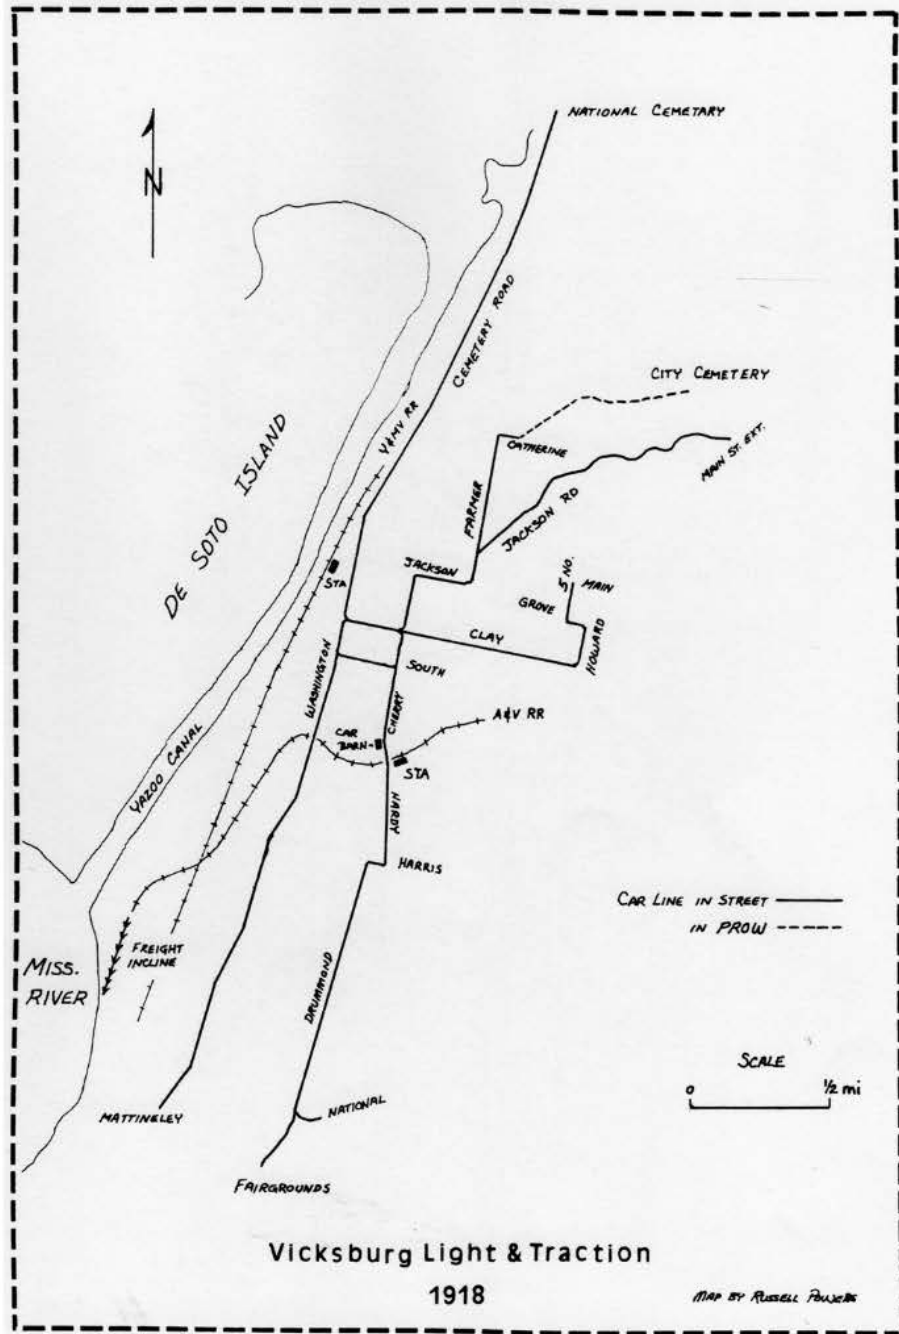 NATIONAL CEMETARY
N
CEMETERY ROAD
CITY CEMETERY
Y&MV RR
CATHERINE
MAIN ST. EXT.
DE SOTO ISLAND
FARMER
JACKSON RD
JACKSON
STA
NO.
MAIN
GROVE
CLAY
HOWARD
WASHINGTON
SOUTH
CHERRY
A&V RR
CAR
BARN
STA
YAZOO CANAL
HARDY
HARRIS
CAR LINE IN STREET
IN PROW
FREIGHT
INCLINE
MISS.
RIVER
DRUMMOND
SCALE
0 1/2 mi
MATTINGLEY
NATIONAL
FAIRGROUNDS
Vicksburg Light & Traction
1918
MAP BY RUSSELL POWERS